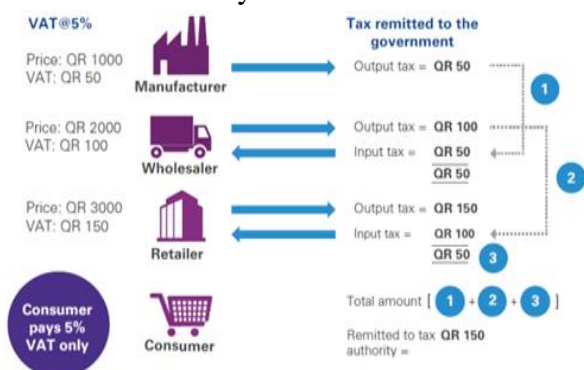 VAT@5%
Tax remitted to the
government
Price: QR 1000
VAT: QR 50
Manufacturer
Output tax = QR 50
1
Price: QR 2000
VAT: QR 100
Wholesaler
Output tax = QR 100
Input tax = QR 50
QR 50
2
Price: QR 3000
VAT: QR 150
Retailer
Output tax = QR 150
Input tax = QR 100
QR 50
3
Consumer
pays 5%
VAT only
Consumer
Total amount [ 1 + 2 + 3 ]
Remitted to tax QR 150
authority =